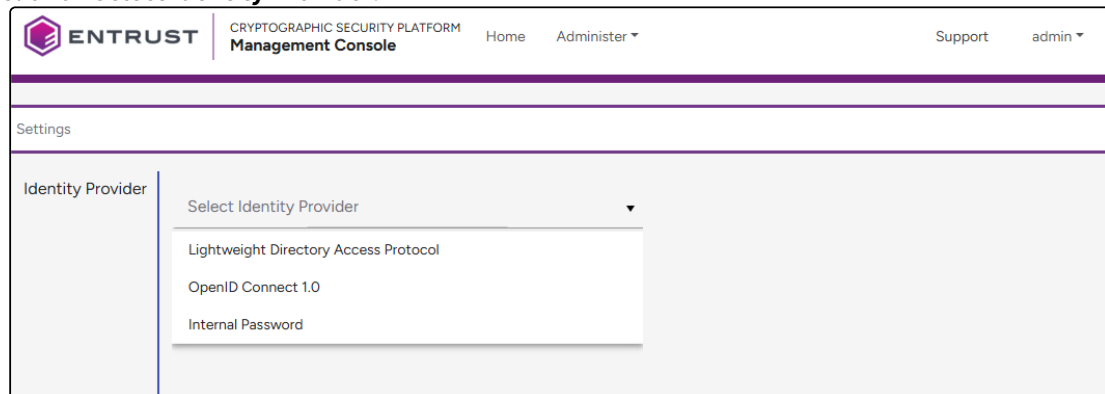 ENTRUST
CRYPTOGRAPHIC SECURITY PLATFORM
Management Console
Home
Administer
Support
admin
Settings
Identity Provider
Select Identity Provider
Lightweight Directory Access Protocol
OpenID Connect 1.0
Internal Password